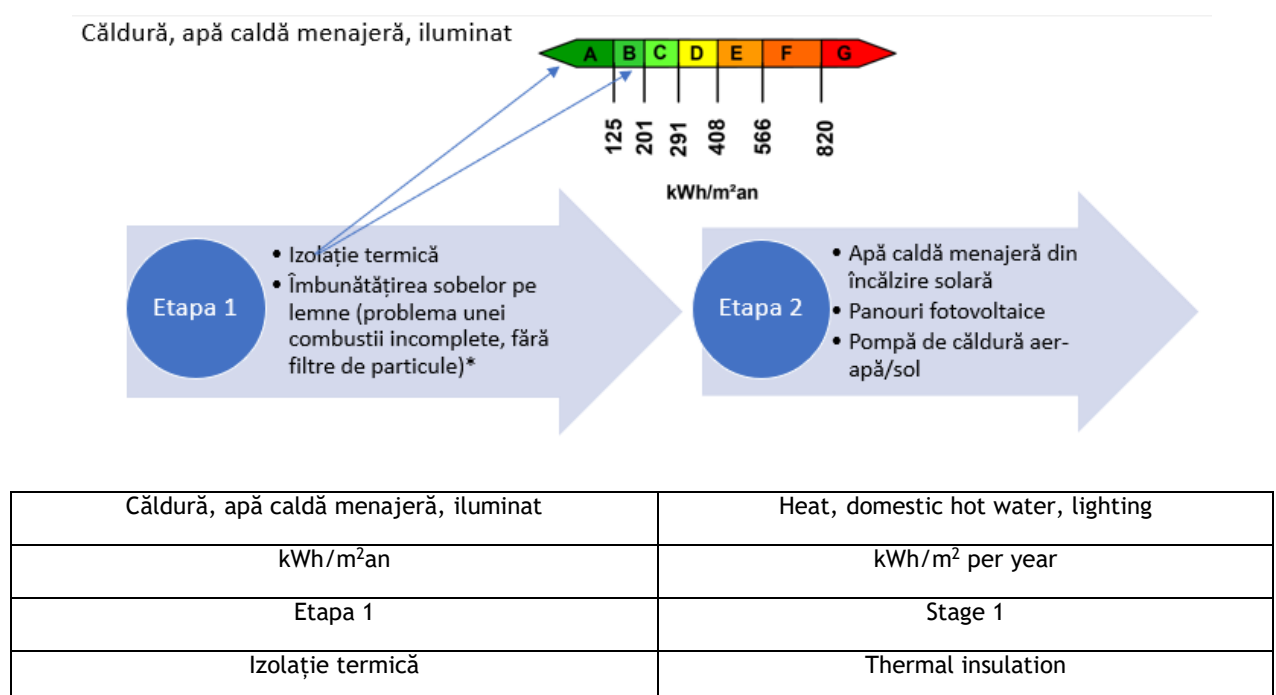 Căldură, apă caldă menajeră, iluminat
A B C D E F G
125 201 291 408 566 820
kWh/m²an
Etapa 1
• Izolație termică
• Îmbunătățirea sobelor pe
lemne (problema unei
combustii incomplete, fără
filtre de particule)*
Etapa 2
• Apă caldă menajeră din
încălzire solară
• Panouri fotovoltaice
• Pompă de căldură aer-
apă/sol
Căldură, apă caldă menajeră, iluminat Heat, domestic hot water, lighting
kWh/m²an kWh/m² per year
Etapa 1 Stage 1
Izolație termică Thermal insulation